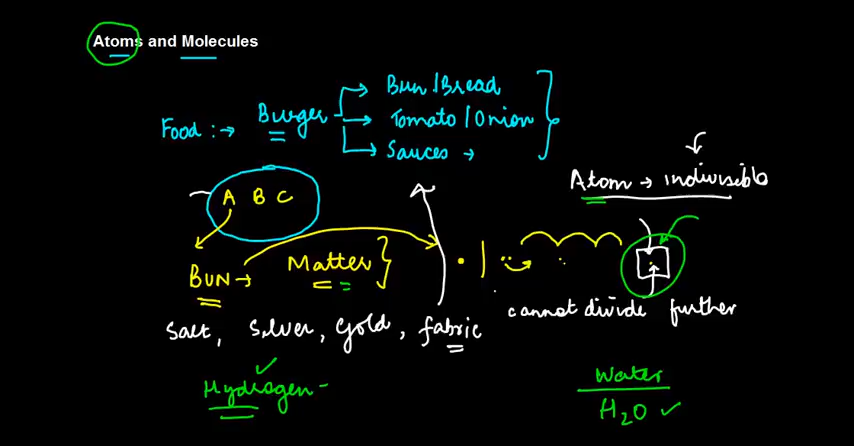 Atoms and Molecules
Bun/Bread
Food :→ Burger → Tomato/Onion
Sauces →
Atom → indivisible
A B C
BUN → Matter
cannot divide further
Salt, Silver, Gold, fabric
Hydrogen -
Water
H₂O ✓